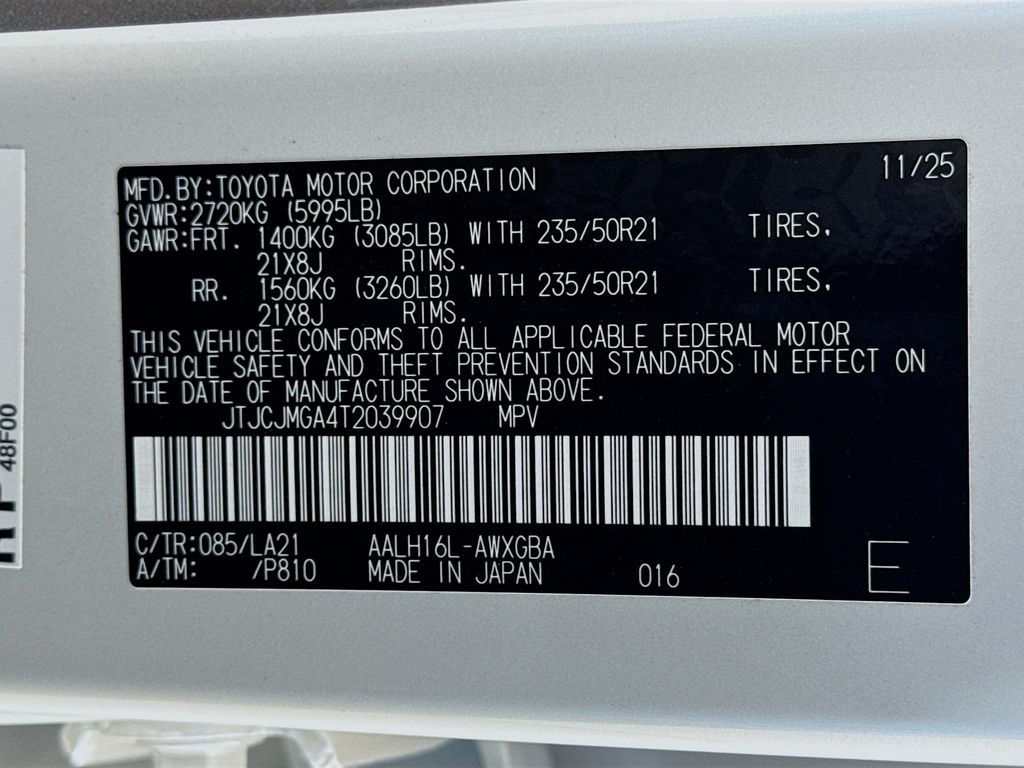 11/25
MFD.BY:TOYOTA MOTOR CORPORATION
GVWR:2720KG (5995LB)
GAWR:FRT. 1400KG (3085LB) WITH 235/50R21 TIRES,
21X8J RIMS.
RR. 1560KG (3260LB) WITH 235/50R21 TIRES,
21X8J RIMS.
THIS VEHICLE CONFORMS TO ALL APPLICABLE FEDERAL MOTOR
VEHICLE SAFETY AND THEFT PREVENTION STANDARDS IN EFFECT ON
THE DATE OF MANUFACTURE SHOWN ABOVE.
JTJCJMGA4T2039907 MPV
C/TR:085/LA21 AALH16L-AWXGBA
A/TM: /P810 MADE IN JAPAN 016 E
48F00